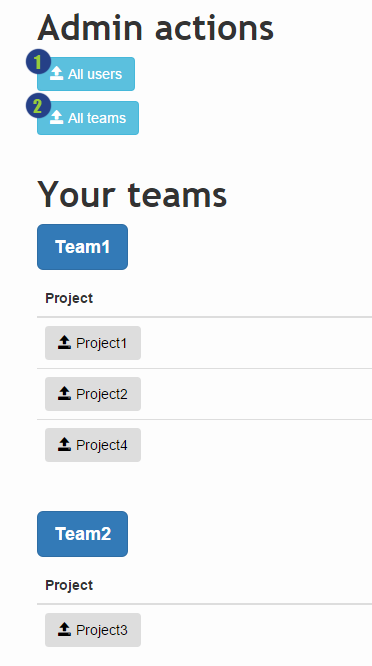 Admin actions
1
All users
2
All teams
Your teams
Team1
Project
Project1
Project2
Project4
Team2
Project
Project3